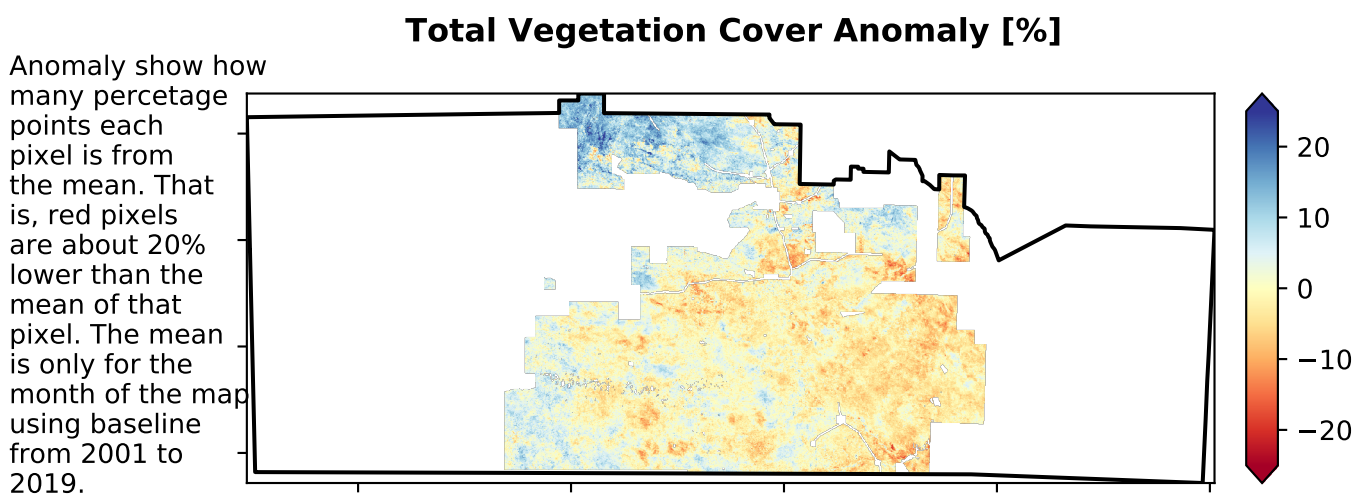 Total Vegetation Cover Anomaly [%]
Anomaly show how
many percetage
points each
pixel is from
the mean. That
is, red pixels
are about 20%
lower than the
mean of that
pixel. The mean
is only for the
month of the map
using baseline
from 2001 to
2019.
20
10
0
−10
−20